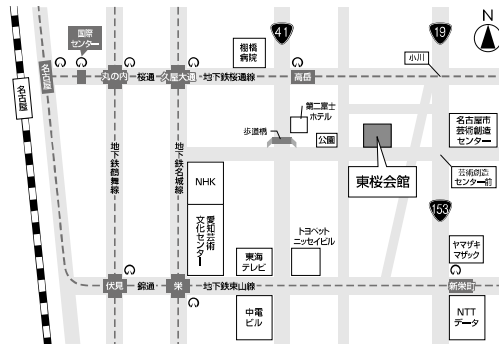 N
41
19
国際
センター
棚橋
病院
小川
名古屋
丸の内
桜通
久屋大通
地下鉄桜通線
高岳
名古屋
第二富士
ホテル
歩道橋
公園
名古屋市
芸術創造
センター
地下鉄鶴舞線
地下鉄名城線
NHK
東桜会館
芸術創造
センター前
愛知芸術
文化センター
153
トヨペット
ニッセイビル
東海
テレビ
ヤマザキ
マザック
伏見
錦通
栄
地下鉄東山線
新栄町
中電
ビル
NTT
データ